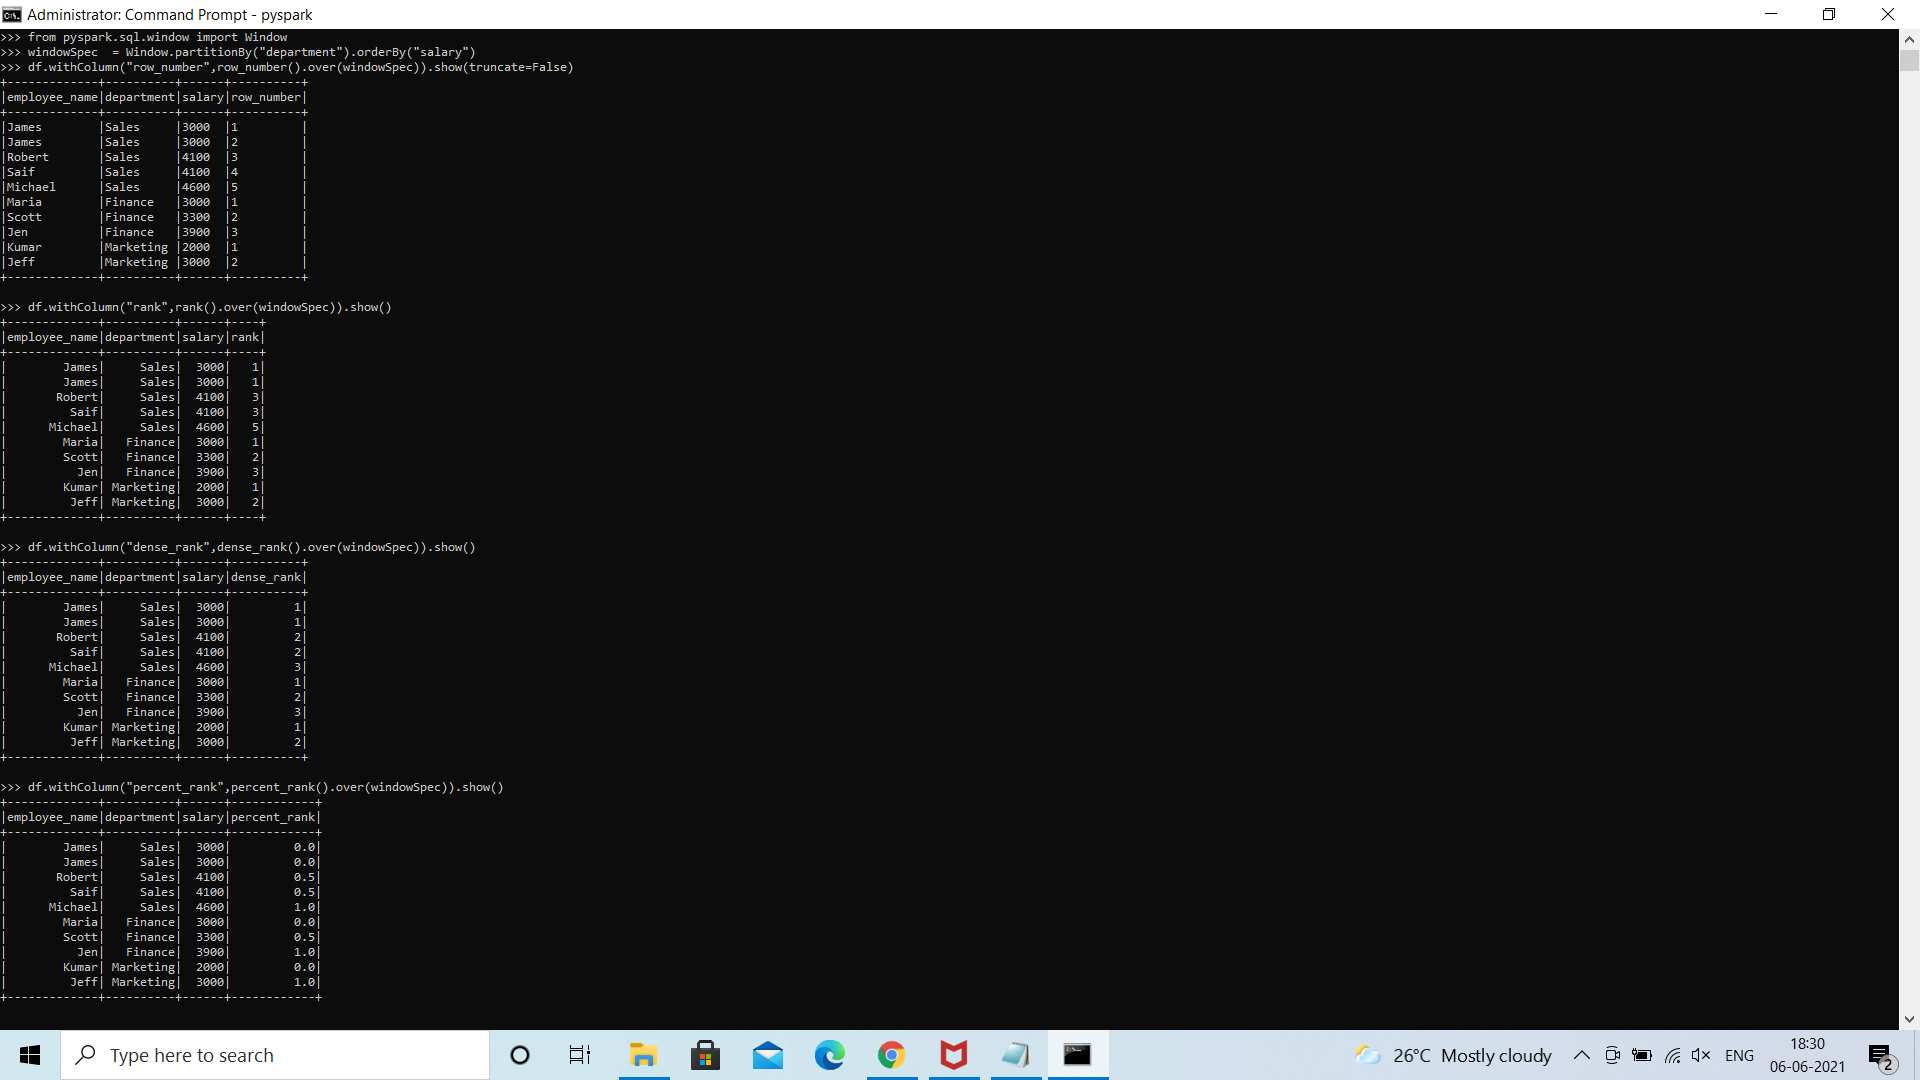 Administrator: Command Prompt - pyspark
>>> from pyspark.sql.window import Window
>>> windowSpec  = Window.partitionBy("department").orderBy("salary")
>>> df.withColumn("row_number",row_number().over(windowSpec)).show(truncate=False)
+-------------+----------+------+----------+
|employee_name|department|salary|row_number|
+-------------+----------+------+----------+
|James        |Sales     |3000  |1         |
|James        |Sales     |3000  |2         |
|Robert       |Sales     |4100  |3         |
|Saif         |Sales     |4100  |4         |
|Michael      |Sales     |4600  |5         |
|Maria        |Finance   |3000  |1         |
|Scott        |Finance   |3300  |2         |
|Jen          |Finance   |3900  |3         |
|Kumar        |Marketing |2000  |1         |
|Jeff         |Marketing |3000  |2         |
+-------------+----------+------+----------+
>>> df.withColumn("rank",rank().over(windowSpec)).show()
+-------------+----------+------+----+
|employee_name|department|salary|rank|
+-------------+----------+------+----+
|        James|     Sales|  3000|   1|
|        James|     Sales|  3000|   1|
|       Robert|     Sales|  4100|   3|
|         Saif|     Sales|  4100|   3|
|      Michael|     Sales|  4600|   5|
|        Maria|   Finance|  3000|   1|
|        Scott|   Finance|  3300|   2|
|          Jen|   Finance|  3900|   3|
|        Kumar| Marketing|  2000|   1|
|         Jeff| Marketing|  3000|   2|
+-------------+----------+------+----+
>>> df.withColumn("dense_rank",dense_rank().over(windowSpec)).show()
+-------------+----------+------+----------+
|employee_name|department|salary|dense_rank|
+-------------+----------+------+----------+
|        James|     Sales|  3000|         1|
|        James|     Sales|  3000|         1|
|       Robert|     Sales|  4100|         2|
|         Saif|     Sales|  4100|         2|
|      Michael|     Sales|  4600|         3|
|        Maria|   Finance|  3000|         1|
|        Scott|   Finance|  3300|         2|
|          Jen|   Finance|  3900|         3|
|        Kumar| Marketing|  2000|         1|
|         Jeff| Marketing|  3000|         2|
+-------------+----------+------+----------+
>>> df.withColumn("percent_rank",percent_rank().over(windowSpec)).show()
+-------------+----------+------+------------+
|employee_name|department|salary|percent_rank|
+-------------+----------+------+------------+
|        James|     Sales|  3000|         0.0|
|        James|     Sales|  3000|         0.0|
|       Robert|     Sales|  4100|         0.5|
|         Saif|     Sales|  4100|         0.5|
|      Michael|     Sales|  4600|         1.0|
|        Maria|   Finance|  3000|         0.0|
|        Scott|   Finance|  3300|         0.5|
|          Jen|   Finance|  3900|         1.0|
|        Kumar| Marketing|  2000|         0.0|
|         Jeff| Marketing|  3000|         1.0|
+-------------+----------+------+------------+
Type here to search
26°C Mostly cloudy
ENG
18:30
06-06-2021
2